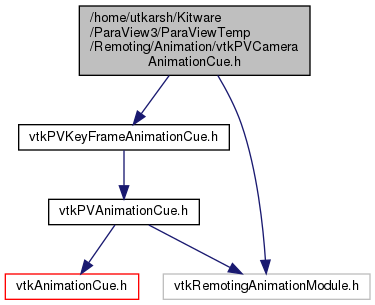 /home/utkarsh/Kitware
/ParaView3/ParaViewTemp
/Remoting/Animation/vtkPVCamera
AnimationCue.h
vtkPVKeyFrameAnimationCue.h
vtkPVAnimationCue.h
vtkAnimationCue.h
vtkRemotingAnimationModule.h